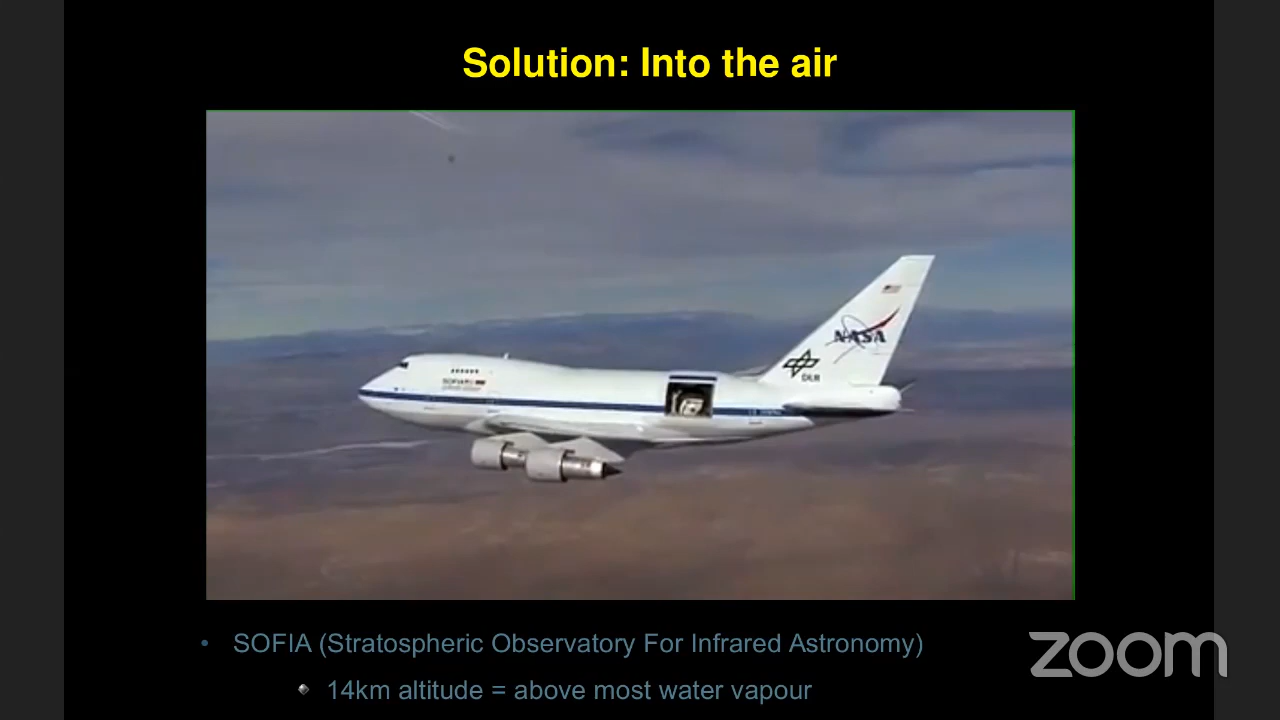 Solution: Into the air
NASA
DLR
SOFIA
• SOFIA (Stratospheric Observatory For Infrared Astronomy)
14km altitude = above most water vapour
zoom